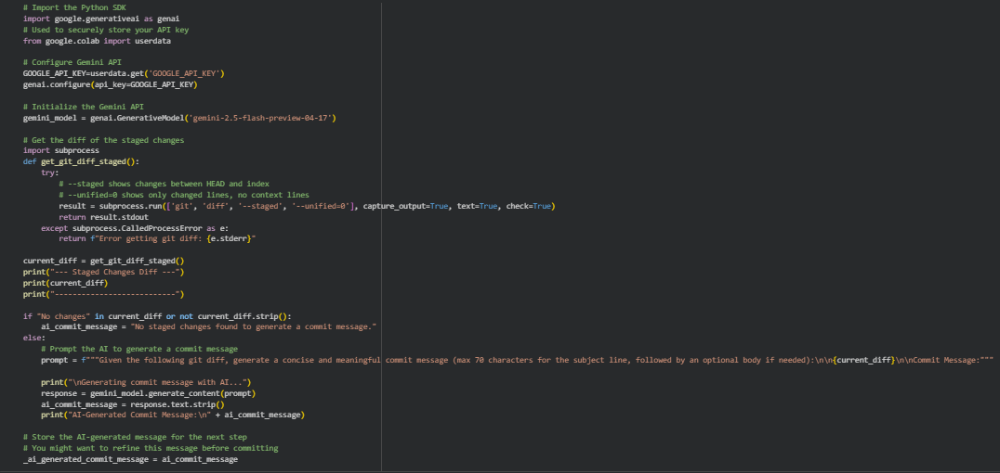 # Import the Python SDK
import google.generativeai as genai
# Used to securely store your API key
from google.colab import userdata
# Configure Gemini API
GOOGLE_API_KEY=userdata.get('GOOGLE_API_KEY')
genai.configure(api_key=GOOGLE_API_KEY)
# Initialize the Gemini API
gemini_model = genai.GenerativeModel('gemini-2.5-flash-preview-04-17')
# Get the diff of the staged changes
import subprocess
def get_git_diff_staged():
    try:
        # --staged shows changes between HEAD and index
        # --unified=0 shows only changed lines, no context lines
        result = subprocess.run(['git', 'diff', '--staged', '--unified=0'], capture_output=True, text=True, check=True)
        return result.stdout
    except subprocess.CalledProcessError as e:
        return f"Error getting git diff: {e.stderr}"
current_diff = get_git_diff_staged()
print("--- Staged Changes Diff ---")
print(current_diff)
print("---------------------------")
if "No changes" in current_diff or not current_diff.strip():
    ai_commit_message = "No staged changes found to generate a commit message."
else:
    # Prompt the AI to generate a commit message
    prompt = f"""Given the following git diff, generate a concise and meaningful commit message (max 70 characters for the subject line, followed by an optional body if needed):\n\n{current_diff}\n\nCommit Message:"""
    print("\nGenerating commit message with AI...")
    response = gemini_model.generate_content(prompt)
    ai_commit_message = response.text.strip()
    print("AI-Generated Commit Message:\n" + ai_commit_message)
# Store the AI-generated message for the next step
# You might want to refine this message before committing
_ai_generated_commit_message = ai_commit_message